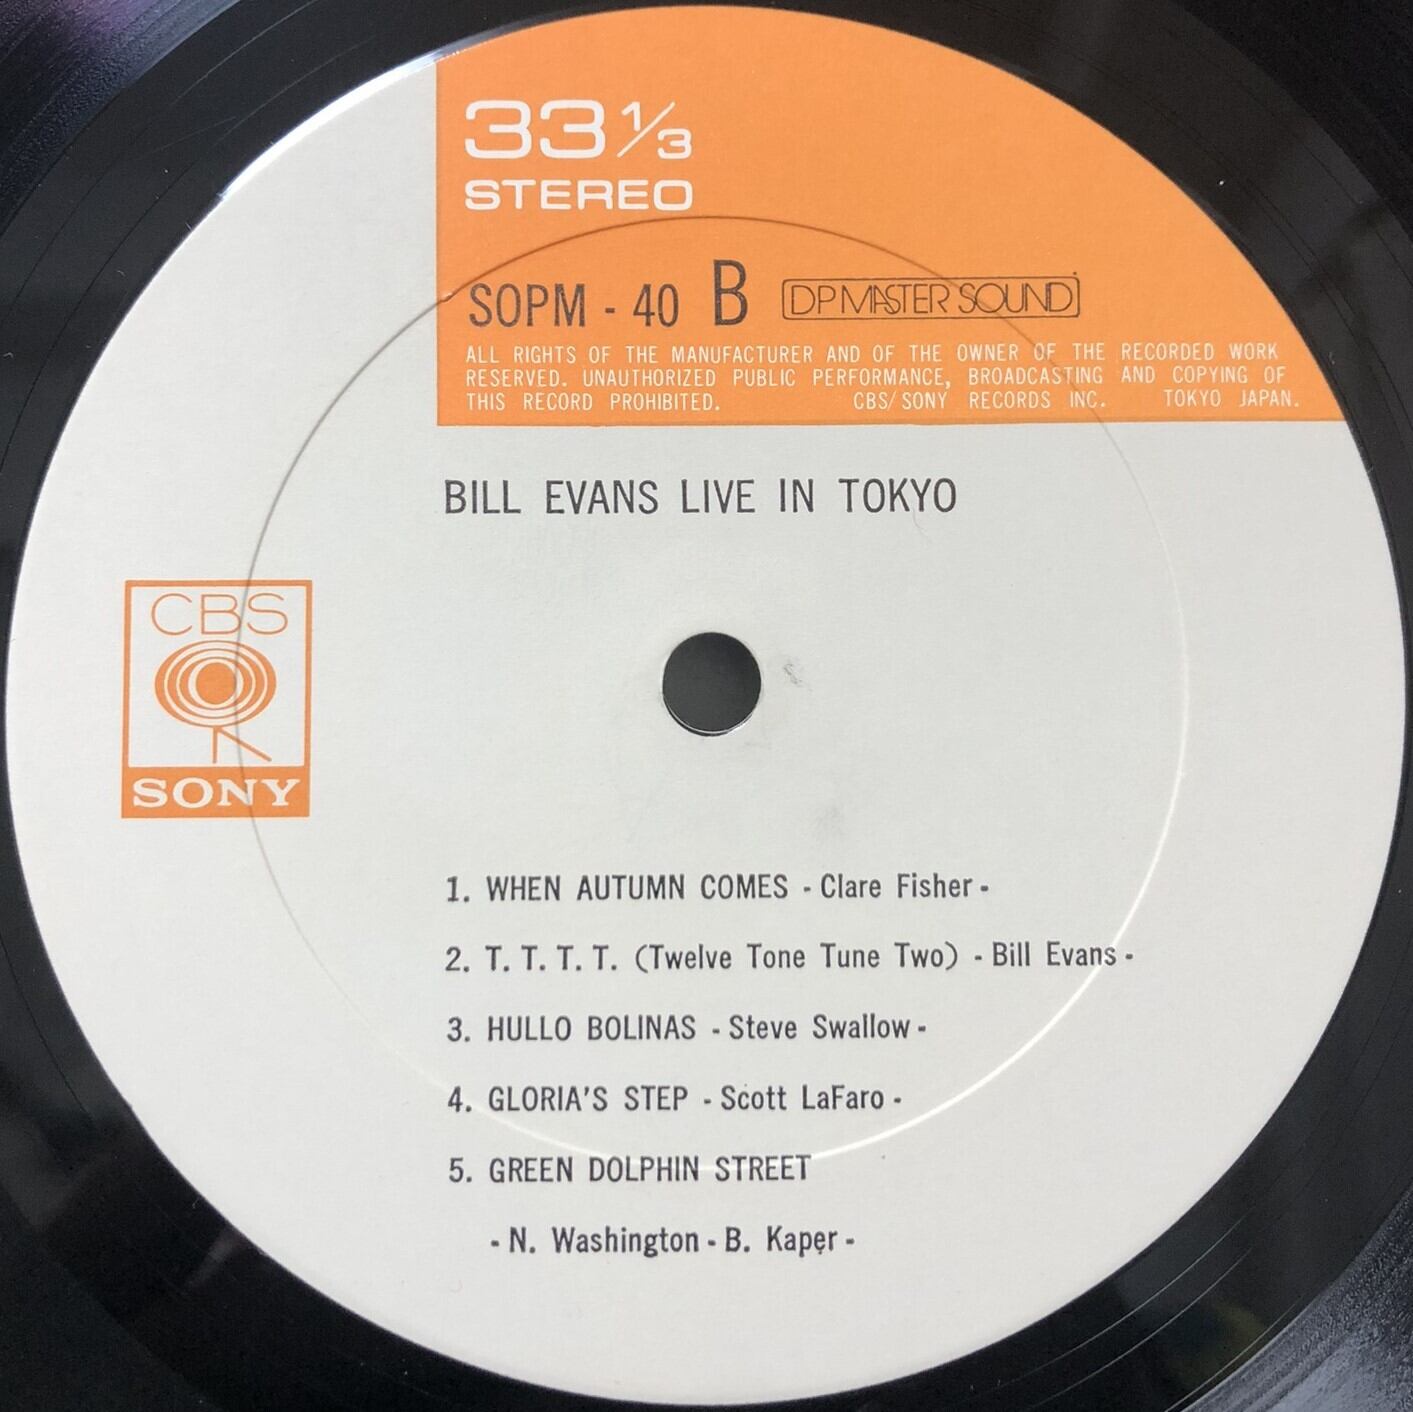 33 1/3
STEREO
SOPM - 40 B DP MASTER SOUND
ALL RIGHTS OF THE MANUFACTURER AND OF THE OWNER OF THE RECORDED WORK
RESERVED. UNAUTHORIZED PUBLIC PERFORMANCE, BROADCASTING AND COPYING OF
THIS RECORD PROHIBITED. CBS/SONY RECORDS INC. TOKYO JAPAN.
BILL EVANS LIVE IN TOKYO
CBS
SONY
1. WHEN AUTUMN COMES - Clare Fisher -
2. T. T. T. T. (Twelve Tone Tune Two) - Bill Evans -
3. HULLO BOLINAS - Steve Swallow -
4. GLORIA'S STEP - Scott LaFaro -
5. GREEN DOLPHIN STREET
- N. Washington - B. Kaper -